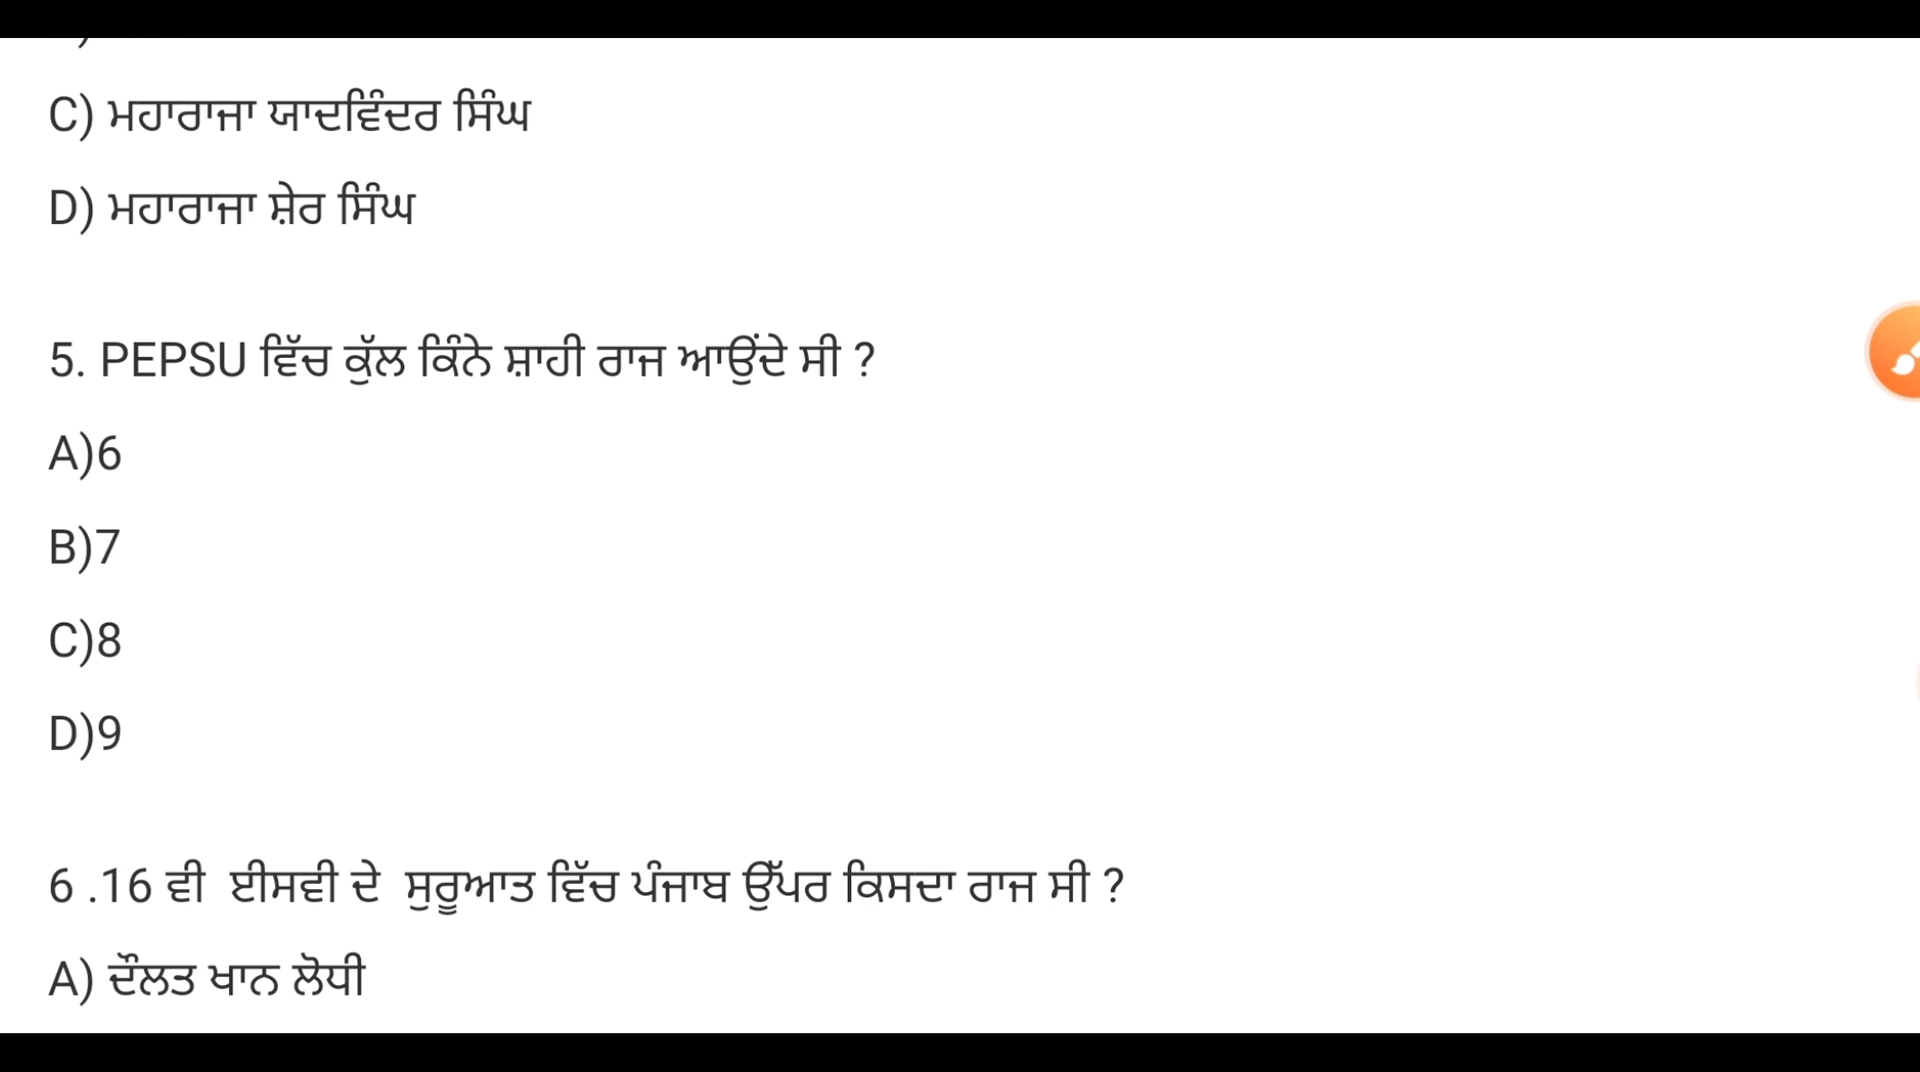 C) ਮਹਾਰਾਜਾ ਯਾਦਵਿੰਦਰ ਸਿੰਘ
D) ਮਹਾਰਾਜਾ ਸ਼ੇਰ ਸਿੰਘ
5. PEPSU ਵਿੱਚ ਕੁੱਲ ਕਿੰਨੇ ਸ਼ਾਹੀ ਰਾਜ ਆਉਂਦੇ ਸੀ ?
A)6
B)7
C)8
D)9
6 .16 ਵੀ ਈਸਵੀ ਦੇ ਸੁਰੂਆਤ ਵਿੱਚ ਪੰਜਾਬ ਉੱਪਰ ਕਿਸਦਾ ਰਾਜ ਸੀ ?
A) ਦੌਲਤ ਖਾਨ ਲੋਧੀ